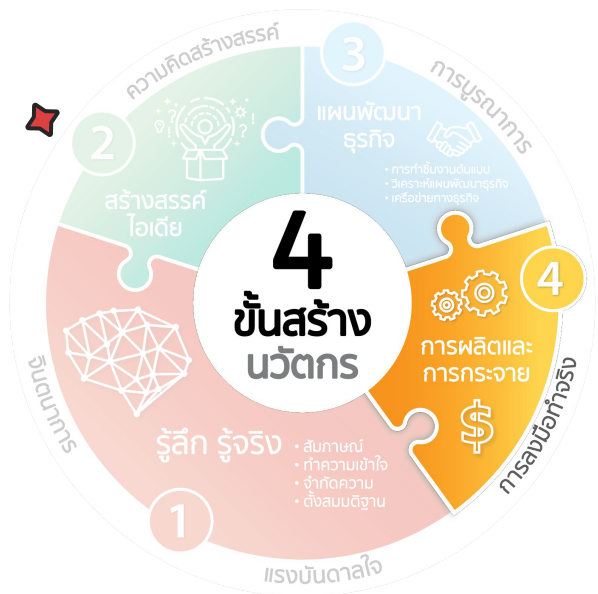 4
ขั้นสร้าง
นวัตกร
1
รู้ลึก รู้จริง
• สัมภาษณ์
• ทำความเข้าใจ
• จำกัดความ
• ตั้งสมมติฐาน
แรงบันดาลใจ
จินตนาการ
2
สร้างสรรค์
ไอเดีย
ความคิดสร้างสรรค์
3
แผนพัฒนา
ธุรกิจ
• การทำชิ้นงานต้นแบบ
• วิเคราะห์แผนพัฒนาธุรกิจ
• เครือข่ายทางธุรกิจ
การบูรณาการ
4
การผลิตและ
การกระจาย
$
การลงมือทำจริง